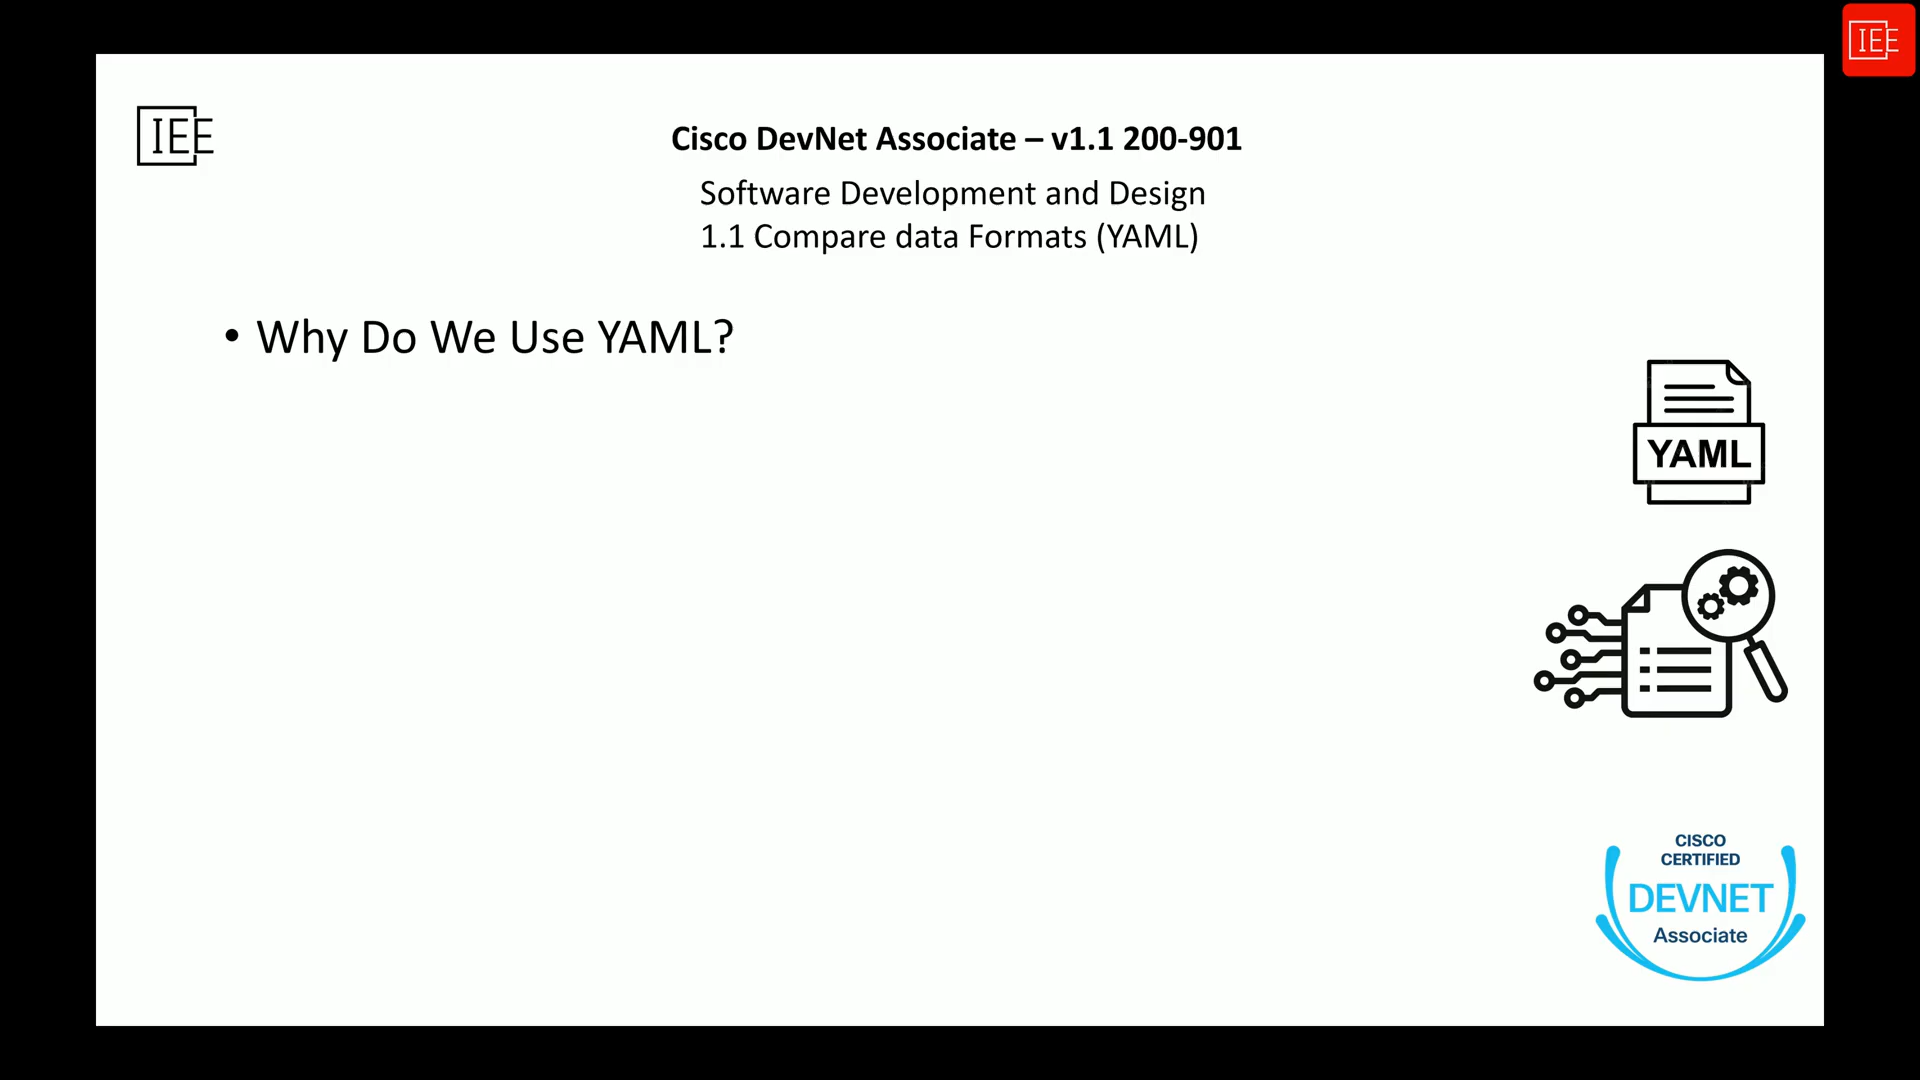 IEE
IEE
Cisco DevNet Associate – v1.1 200-901
Software Development and Design
1.1 Compare data Formats (YAML)
• Why Do We Use YAML?
YAML
CISCO
CERTIFIED
DEVNET
Associate